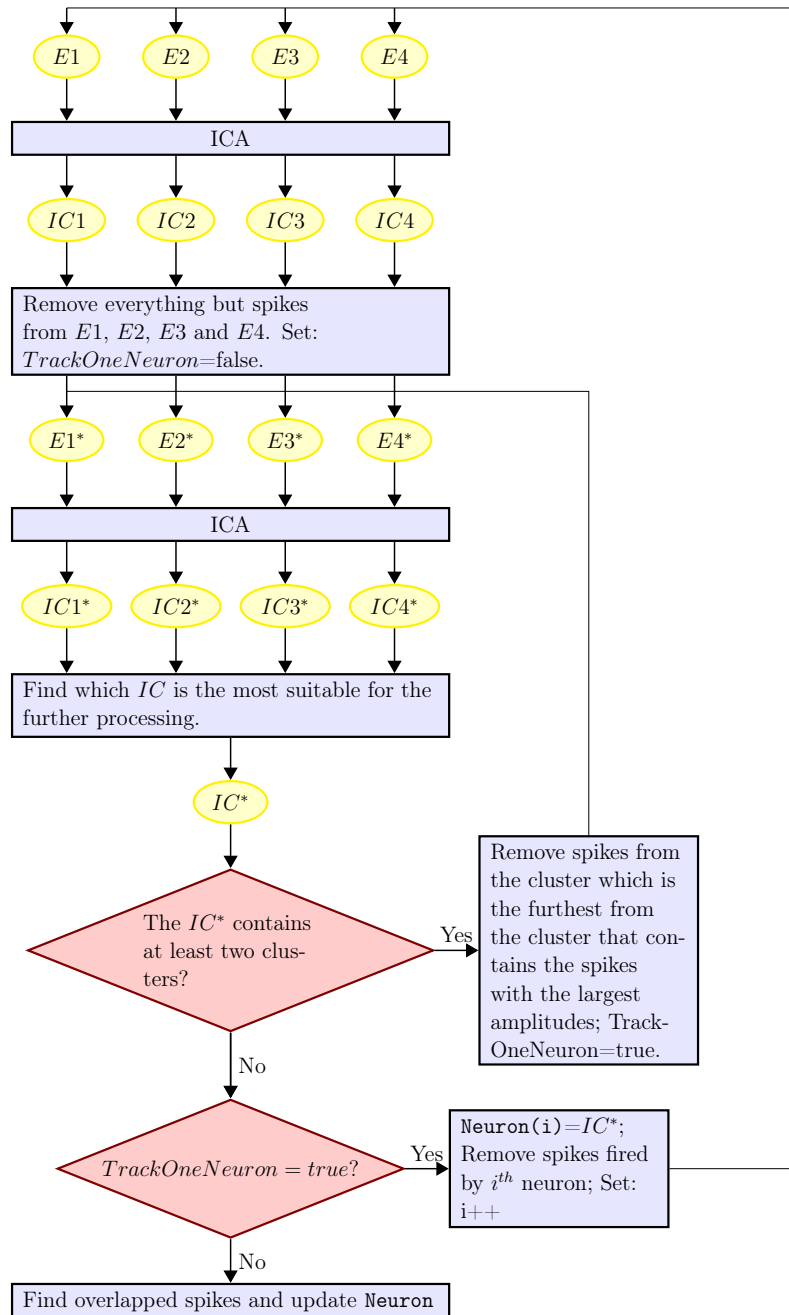 E1 E2 E3 E4
ICA
IC1 IC2 IC3 IC4
Remove everything but spikes
from E1, E2, E3 and E4. Set:
TrackOneNeuron=false.
E1* E2* E3* E4*
ICA
IC1* IC2* IC3* IC4*
Find which IC is the most suitable for the
further processing.
IC*
The IC* contains
at least two clus-
ters?
Yes
Remove spikes from
the cluster which is
the furthest from
the cluster that con-
tains the spikes
with the largest
amplitudes; Track-
OneNeuron=true.
No
TrackOneNeuron = true?
Yes
Neuron(i)=IC*;
Remove spikes fired
by i^th neuron; Set:
i++
No
Find overlapped spikes and update Neuron